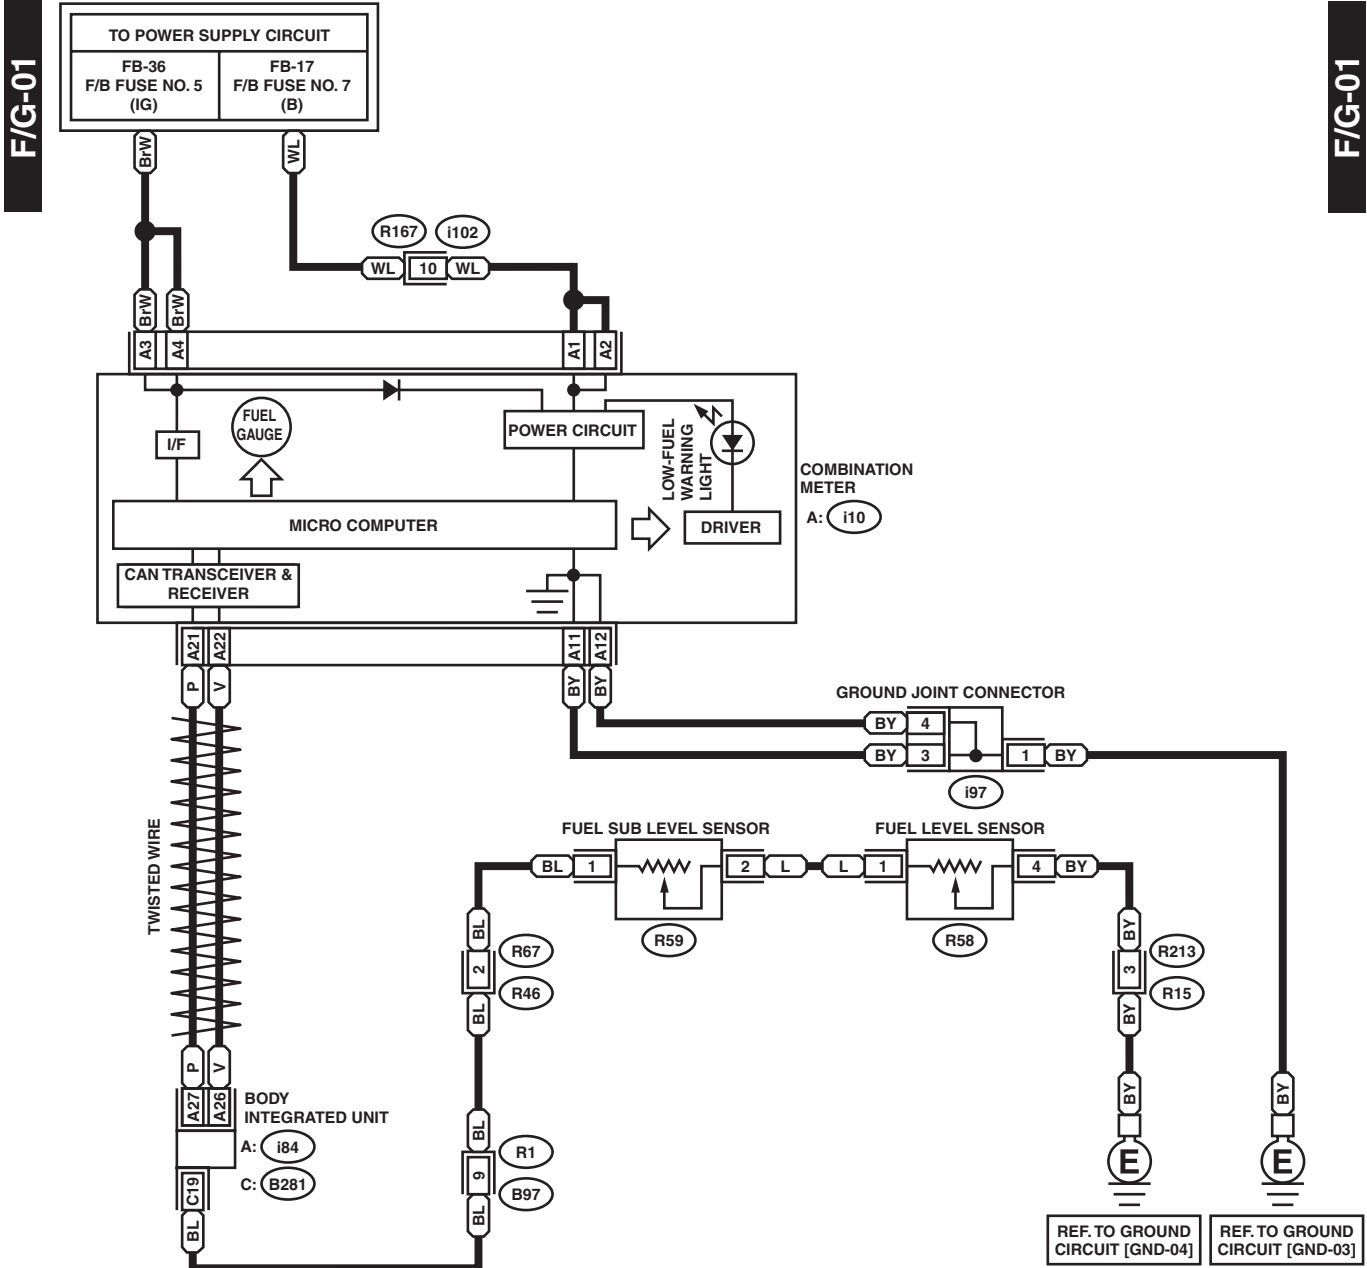 F/G-01
F/G-01
TO POWER SUPPLY CIRCUIT
FB-36
F/B FUSE NO. 5
(IG)
FB-17
F/B FUSE NO. 7
(B)
BrW
WL
R167
i102
WL
10
WL
BrW
BrW
A3
A4
A1
A2
I/F
FUEL
GAUGE
POWER CIRCUIT
LOW-FUEL
WARNING
LIGHT
COMBINATION
METER
A:
i10
MICRO COMPUTER
DRIVER
CAN TRANSCEIVER &
RECEIVER
A21
A22
A11
A12
P
V
BY
BY
GROUND JOINT CONNECTOR
BY
4
BY
3
1
BY
i97
TWISTED WIRE
FUEL SUB LEVEL SENSOR
FUEL LEVEL SENSOR
BL
1
2
L
L
1
4
BY
R59
R58
BL
2
BL
R67
R46
BY
3
BY
R213
R15
P
V
A27
A26
BODY
INTEGRATED UNIT
A:
i84
C:
B281
C19
BL
BL
9
BL
R1
B97
BY
BY
E
E
REF. TO GROUND
CIRCUIT [GND-04]
REF. TO GROUND
CIRCUIT [GND-03]